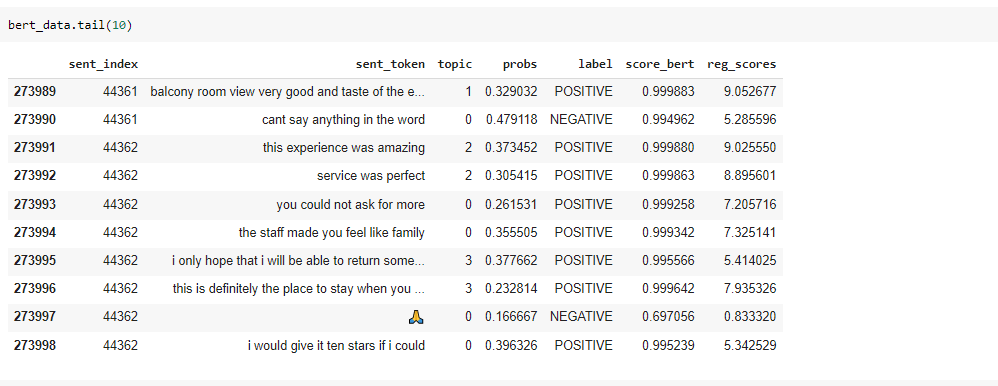 bert_data.tail(10)
sent_index sent_token topic probs label score_bert reg_scores
273989 44361 balcony room view very good and taste of the e... 1 0.329032 POSITIVE 0.999883 9.052677
273990 44361 cant say anything in the word 0 0.479118 NEGATIVE 0.994962 5.285596
273991 44362 this experience was amazing 2 0.373452 POSITIVE 0.999880 9.025550
273992 44362 service was perfect 2 0.305415 POSITIVE 0.999863 8.895601
273993 44362 you could not ask for more 0 0.261531 POSITIVE 0.999258 7.205716
273994 44362 the staff made you feel like family 0 0.355505 POSITIVE 0.999342 7.325141
273995 44362 i only hope that i will be able to return some... 3 0.377662 POSITIVE 0.995566 5.414025
273996 44362 this is definitely the place to stay when you ... 3 0.232814 POSITIVE 0.999642 7.935326
273997 44362 🙏 0 0.166667 NEGATIVE 0.697056 0.833320
273998 44362 i would give it ten stars if i could 0 0.396326 POSITIVE 0.995239 5.342529